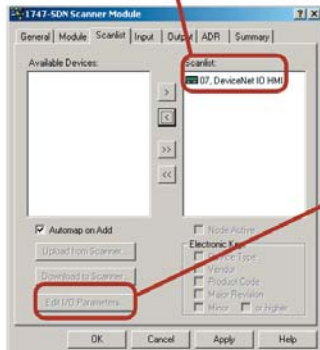 1747-SDN Scanner Module
General Module Scanlist Input Output ADR Summary
Available Devices:
Scanlist:
07, DeviceNet IO HMI
Automap on Add
Node Active
Upload from Scanner...
Electronic Key:
Device Type
Download to Scanner...
Vendor
Product Code
Edit I/O Parameters...
Major Revision
Minor or higher
OK Cancel Apply Help